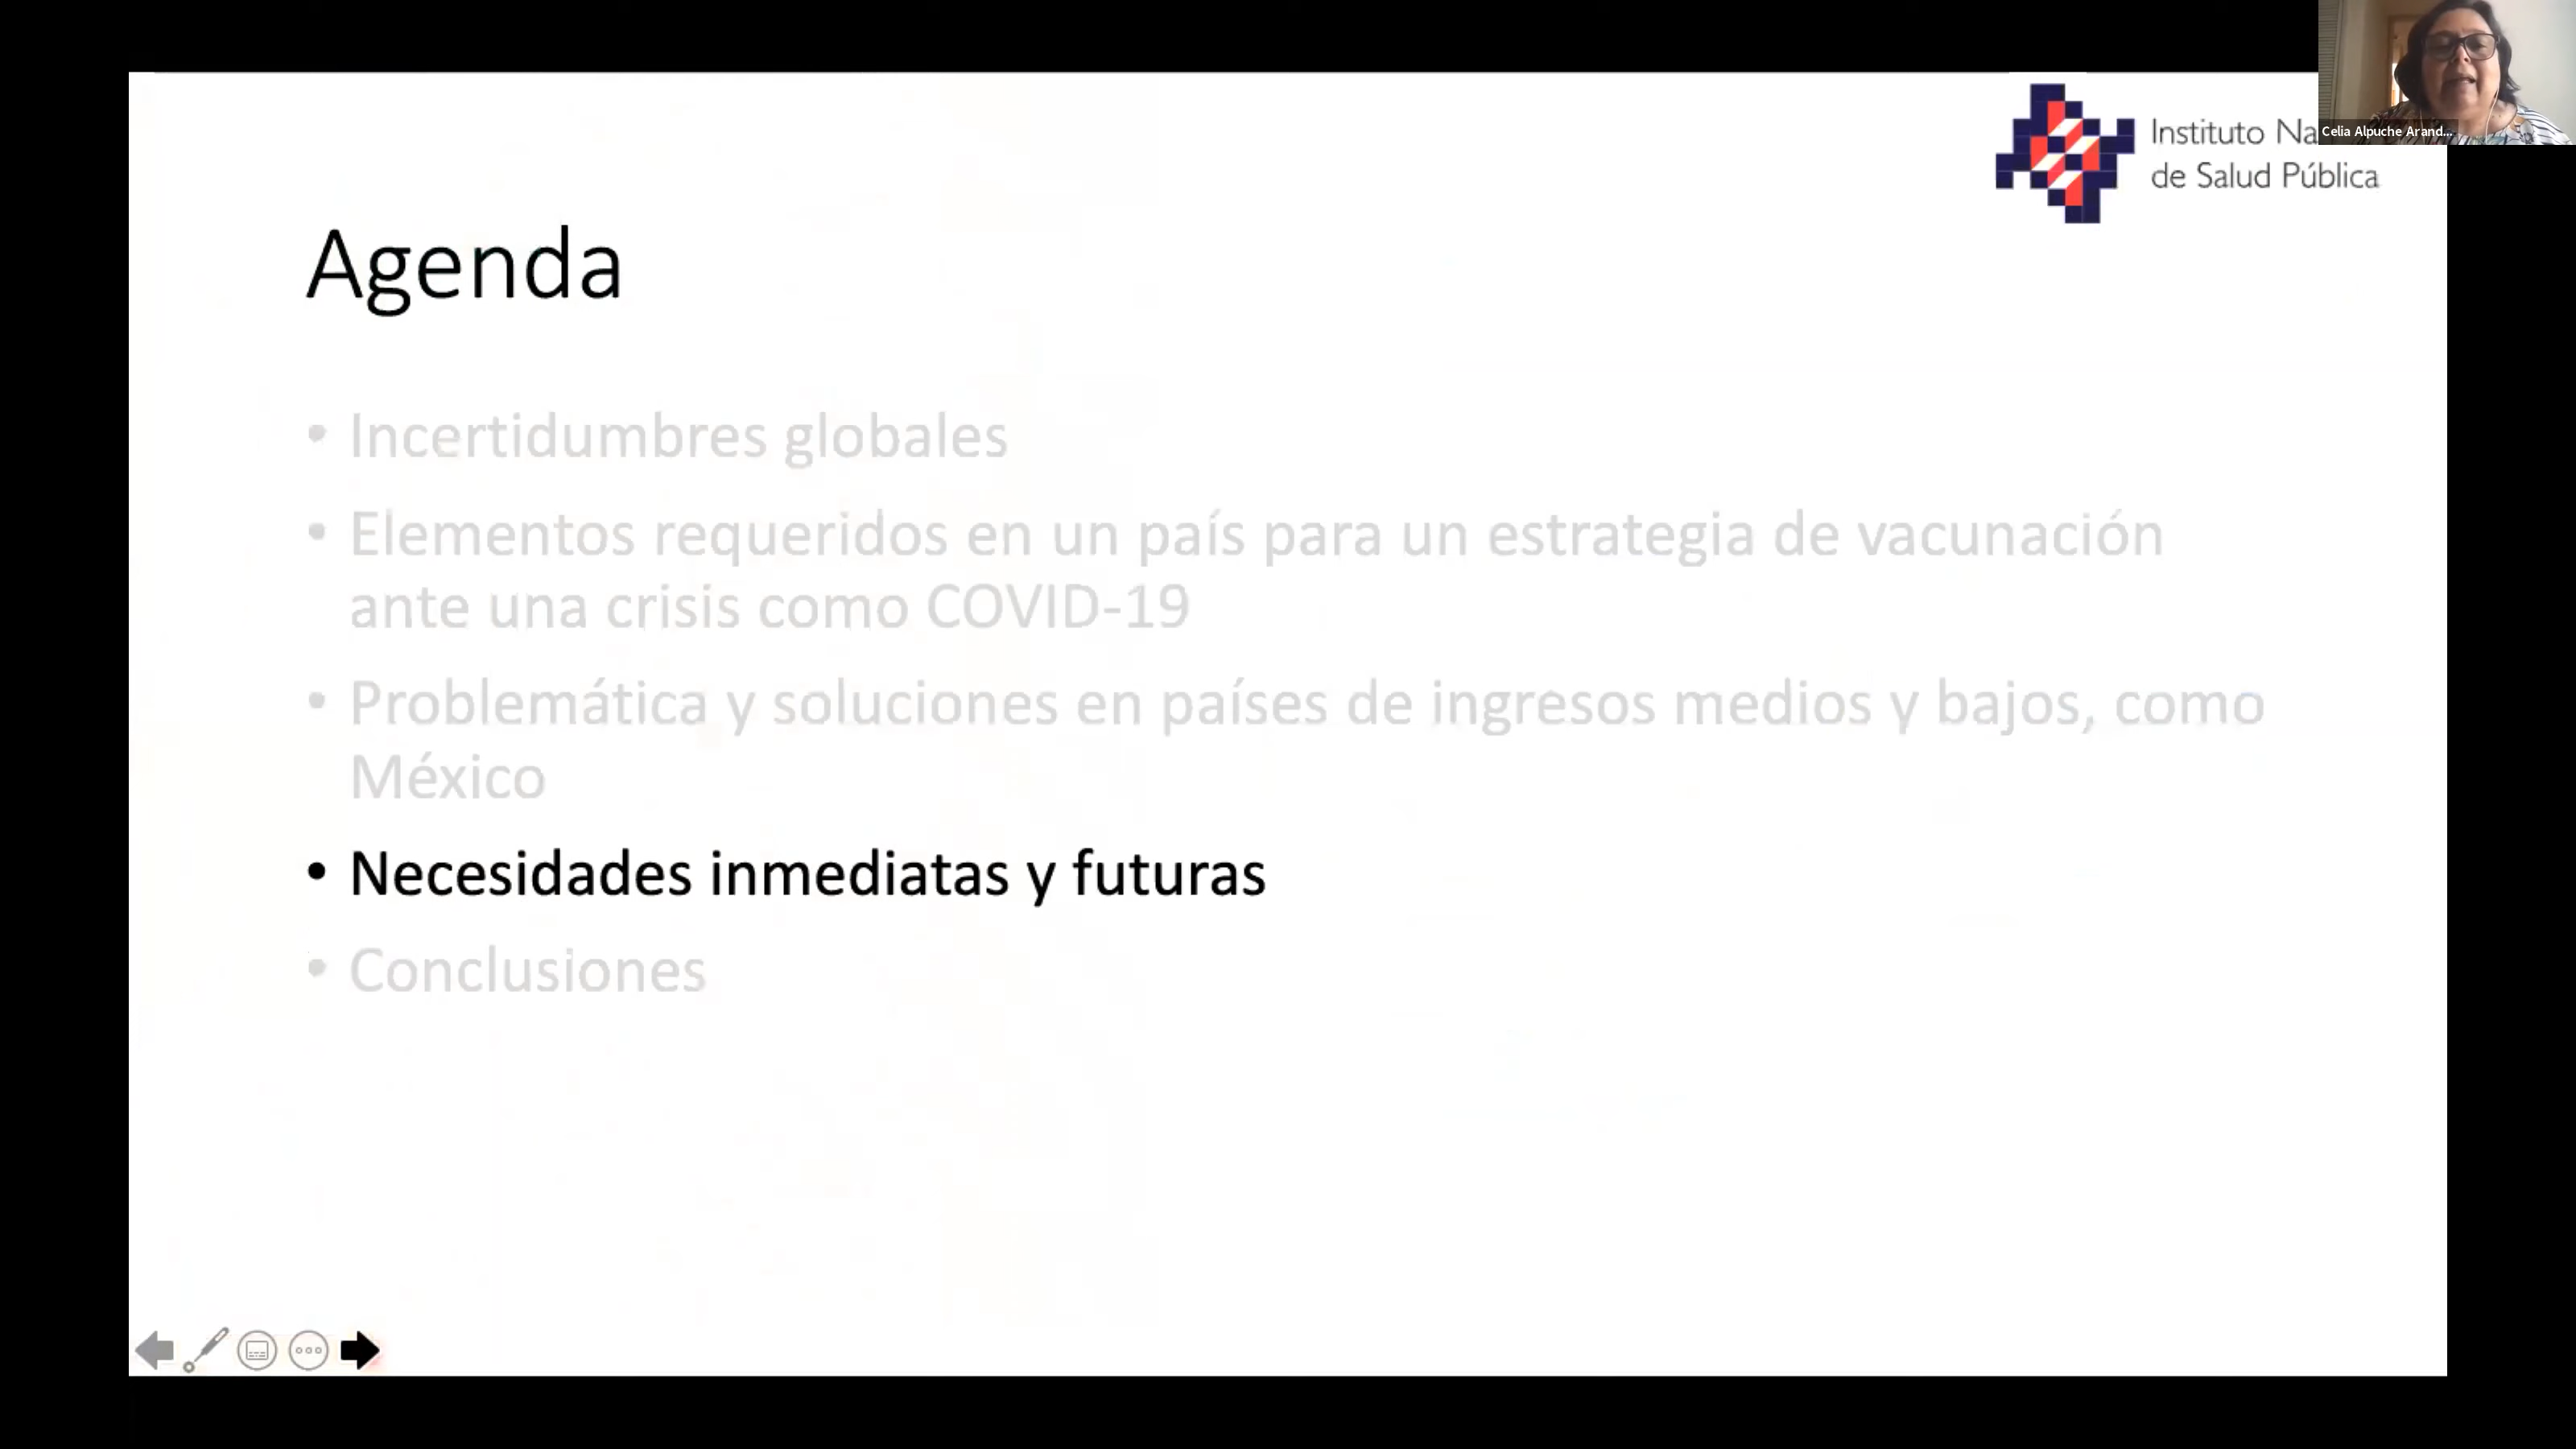 Instituto Na
de Salud Pública
Celia Alpuche Arand...
Agenda
• Incertidumbres globales
• Elementos requeridos en un país para un estrategia de vacunación
ante una crisis como COVID-19
• Problemática y soluciones en países de ingresos medios y bajos, como
México
• Necesidades inmediatas y futuras
• Conclusiones